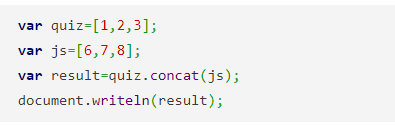 var quiz=[1,2,3];
var js=[6,7,8];
var result=quiz.concat(js);
document.writeln(result);